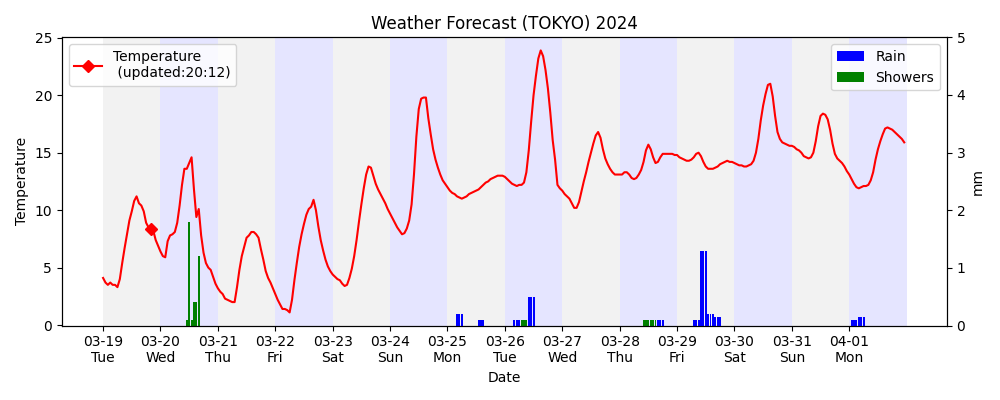 Weather Forecast (TOKYO) 2024
Temperature
(updated:20:12)
Rain
Showers
Temperature
25
20
15
10
5
0
5
4
3
2
1
0
mm
03-19 03-20 03-21 03-22 03-23 03-24 03-25 03-26 03-27 03-28 03-29 03-30 03-31 04-01
Tue Wed Thu Fri Sat Sun Mon Tue Wed Thu Fri Sat Sun Mon
Date